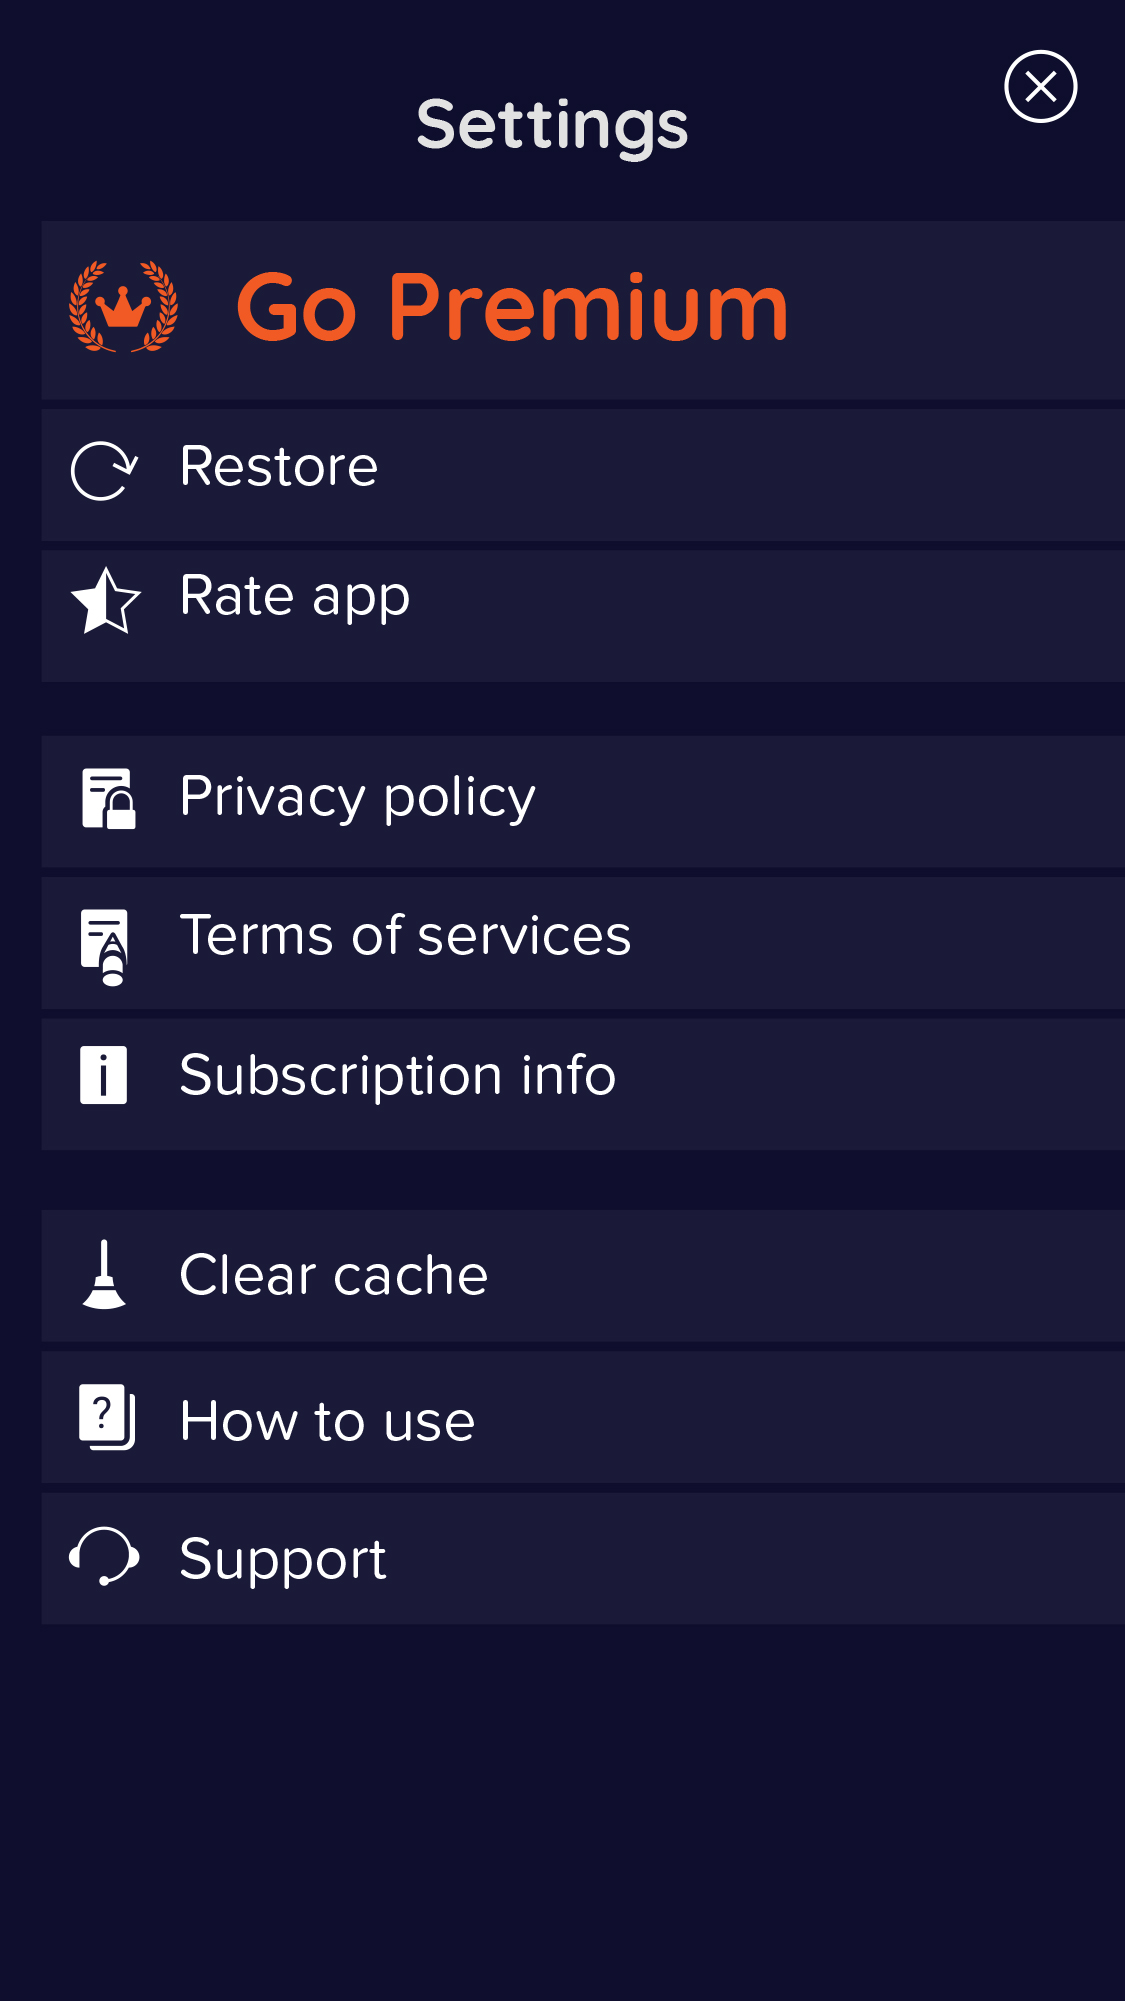 Settings
Go Premium
Restore
Rate app
Privacy policy
Terms of services
Subscription info
Clear cache
How to use
Support